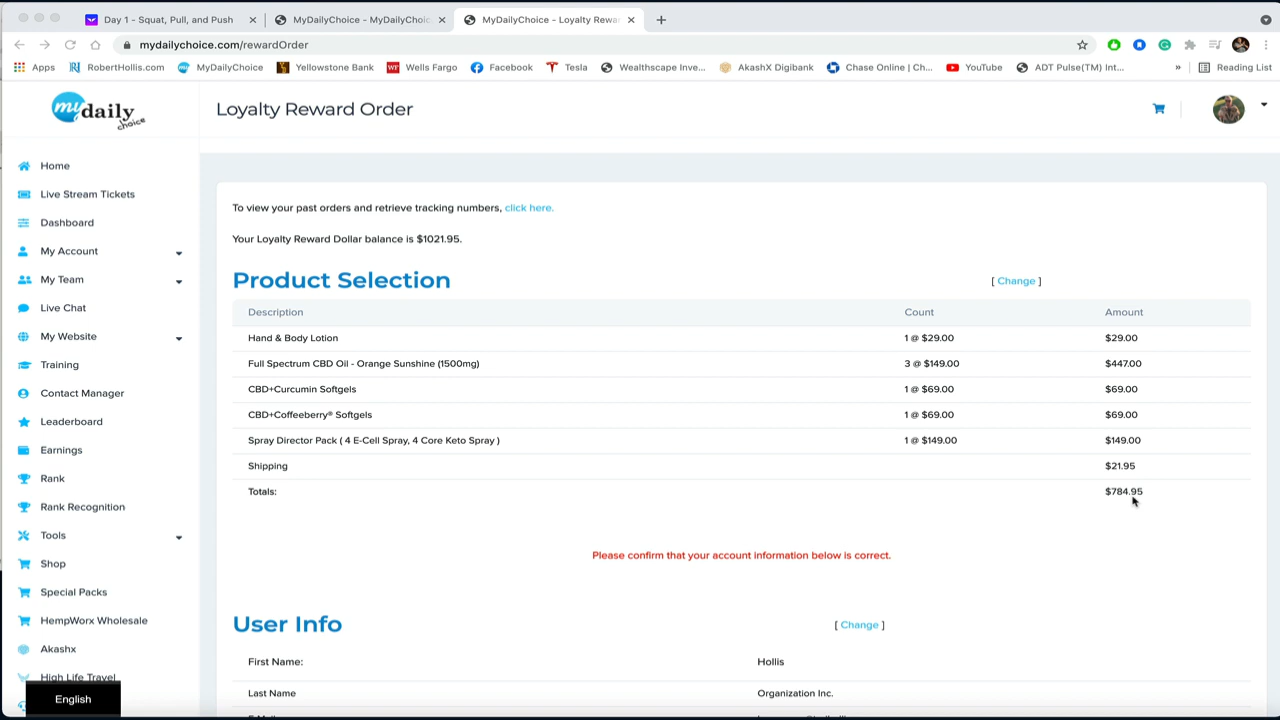 Day 1 - Squat, Pull, and Push
MyDailyChoice - MyDailyChoic
MyDailyChoice - Loyalty Rewar
mydailychoice.com/rewardOrder
Apps
RobertHollis.com
MyDailyChoice
Yellowstone Bank
Wells Fargo
Facebook
Tesla
Wealthscape Inve...
AkashX Digibank
Chase Online | Ch...
YouTube
ADT Pulse(TM) Int...
»
Reading List
my daily choice
Loyalty Reward Order
Home
Live Stream Tickets
Dashboard
My Account
My Team
Live Chat
My Website
Training
Contact Manager
Leaderboard
Earnings
Rank
Rank Recognition
Tools
Shop
Special Packs
HempWorx Wholesale
Akashx
High Life Travel
English
To view your past orders and retrieve tracking numbers, click here.
Your Loyalty Reward Dollar balance is $1021.95.
Product Selection [ Change ]
Description Count Amount
Hand & Body Lotion 1 @ $29.00 $29.00
Full Spectrum CBD Oil - Orange Sunshine (1500mg) 3 @ $149.00 $447.00
CBD+Curcumin Softgels 1 @ $69.00 $69.00
CBD+Coffeeberry® Softgels 1 @ $69.00 $69.00
Spray Director Pack ( 4 E-Cell Spray, 4 Core Keto Spray ) 1 @ $149.00 $149.00
Shipping $21.95
Totals: $784.95
Please confirm that your account information below is correct.
User Info [ Change ]
First Name: Hollis
Last Name Organization Inc.